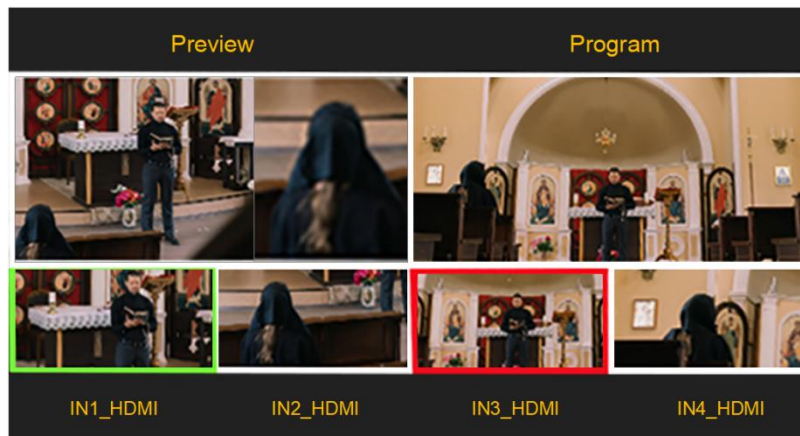 Preview
Program
IN1_HDMI
IN2_HDMI
IN3_HDMI
IN4_HDMI